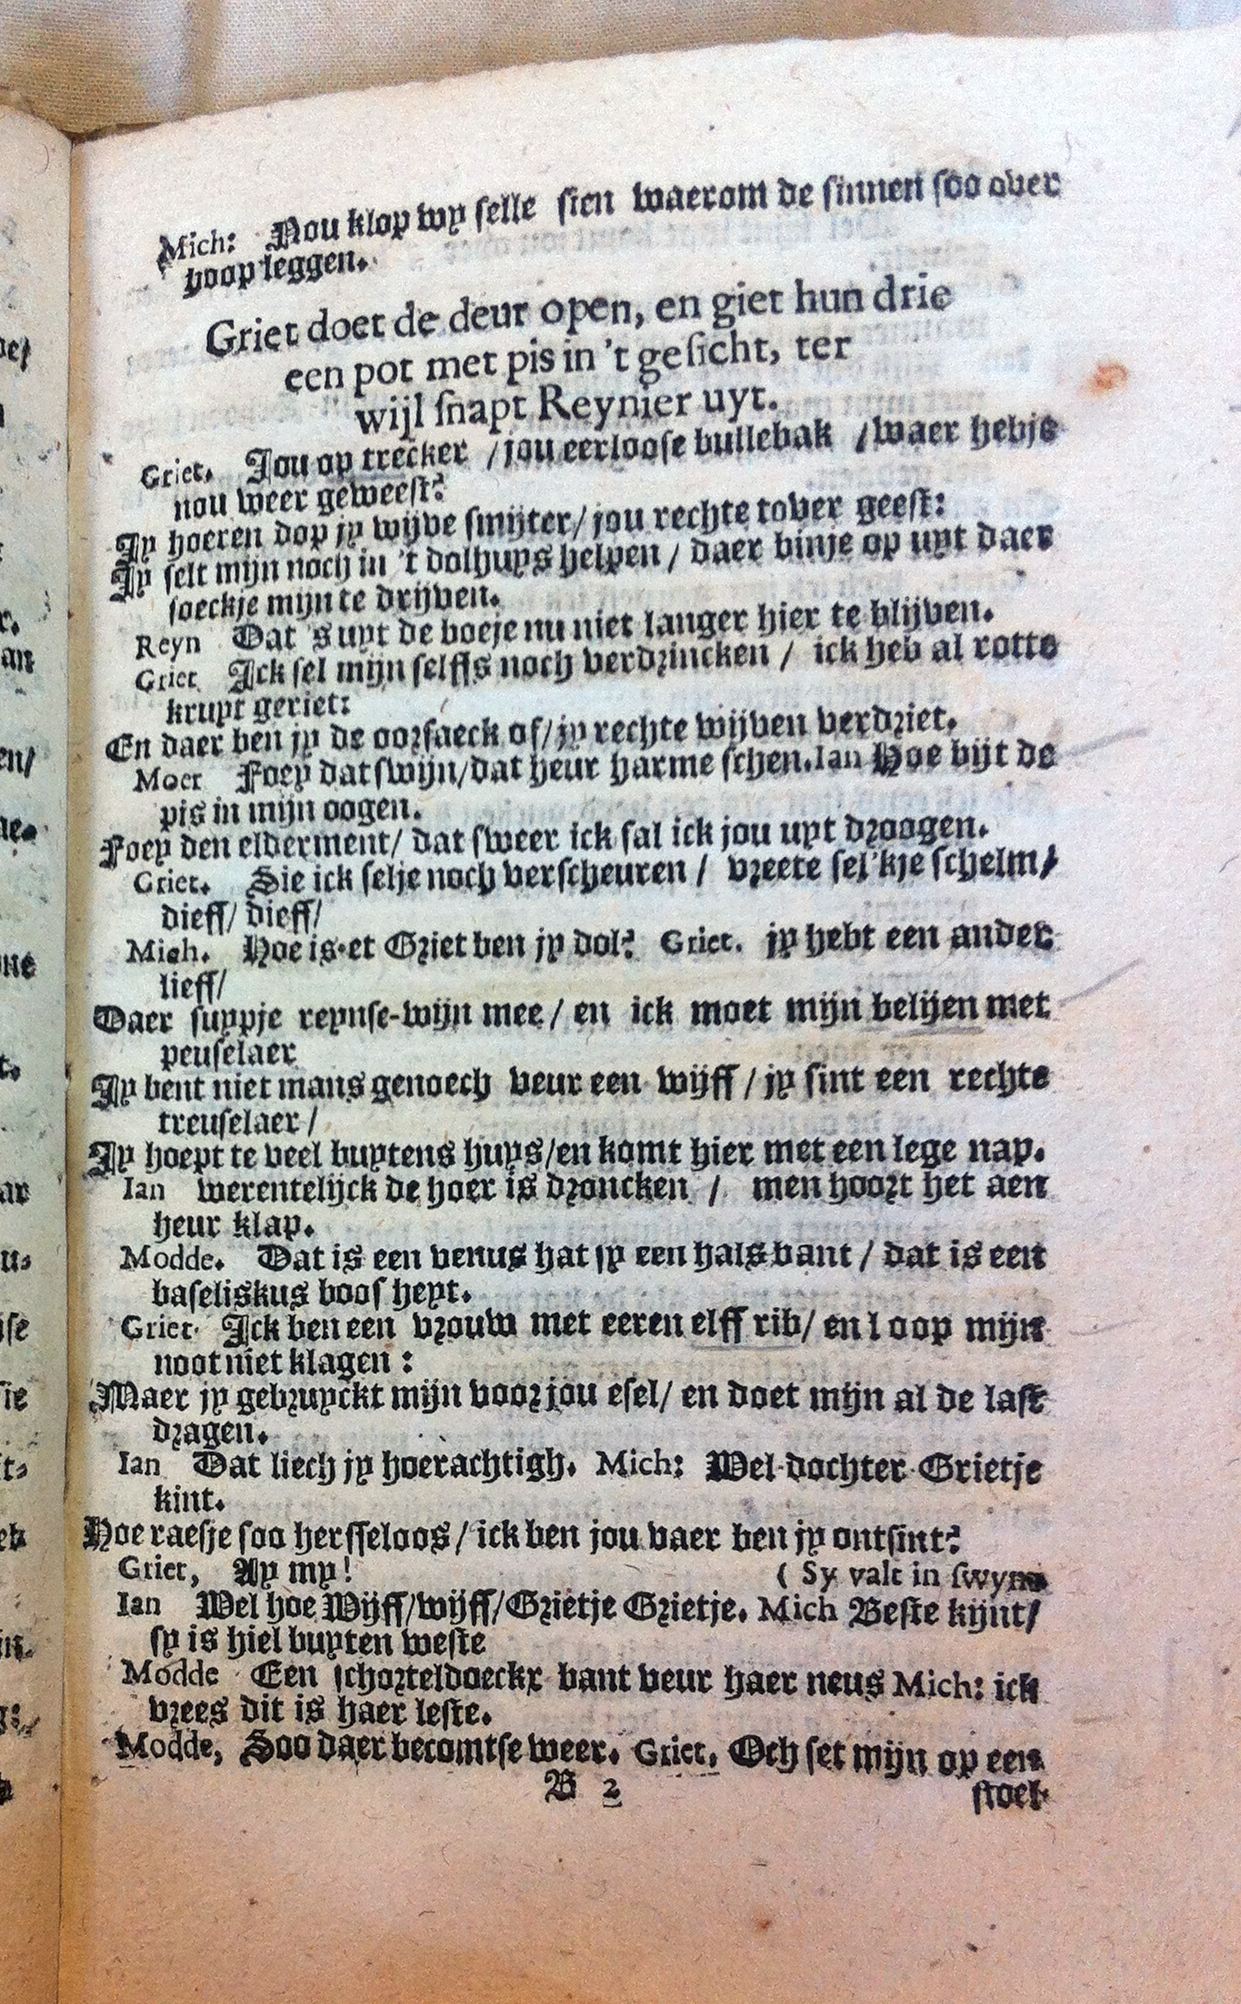 Mich: Nou klop wy selle sien waerom de sinnen soo over
hoop leggen.
Griet doet de deur open, en giet hun drie
een pot met pis in 't gesicht, ter
wijl snapt Reynier uyt.
Griet. Jou op trecker / jou eerloose bullebak / waer hebje
nou weer geweest?
Jy hoeren dop jy wijve smijter / jou rechte tover geest:
Jy selt mijn noch in 't dolhuys helpen / daer binje op uyt daer
soeckje mijn te drijven.
Reyn Dat 's uyt de boeje nu niet langer hier te blijven.
Griet Ick sel mijn selffs noch verdrincken / ick heb al rotte
kruyt geriet:
En daer ben jy de oorsaeck of / jy rechte wijven verdriet.
Moer Foey dat swijn / dat heur harme schen. Ian Hoe bijt de
pis in mijn oogen.
Foey den elderment / dat sweer ick sal ick jou uyt droogen.
Griet. Sie ick selje noch verscheuren / vreete sel'kje schelm /
dieff / dieff /
Mich. Hoe is et Griet ben jy dol? Griet. jy hebt een ander
lieff /
Daer suypje reynse-wijn mee / en ick moet mijn belijen met
peuselaer
Jy bent niet mans genoech veur een wijff / jy sint een rechte
treuselaer /
Jy hoept te veel buytens huys / en komt hier met een lege nap.
Ian werentelijck de hoer is droncken / men hoort het aen
heur klap.
Modde. Dat is een venus hat sy een hals bant / dat is een
baseliskus boos heyt.
Griet. Ick ben een vrouw met eeren elff rib / en loop mijn
noot niet klagen:
Maer jy gebruyckt mijn voor jou esel / en doet mijn al de last
dragen.
Ian Dat liech jy hoerachtigh. Mich: Wel dochter Grietje
kint.
Hoe raesje soo hersseloos / ick ben jou vaer ben jy ontsint?
Griet, Ay my! ( Sy valt in swym
Ian Wel hoe Wijff / wijff / Grietje Grietje. Mich Beste kijnt /
sy is hiel buyten weste
Modde Een schorteldoeckx bant veur haer neus Mich: ick
vrees dit is haer leste.
Modde, Soo daer becomtse weer. Griet, Och set mijn op een
B 2 stoel